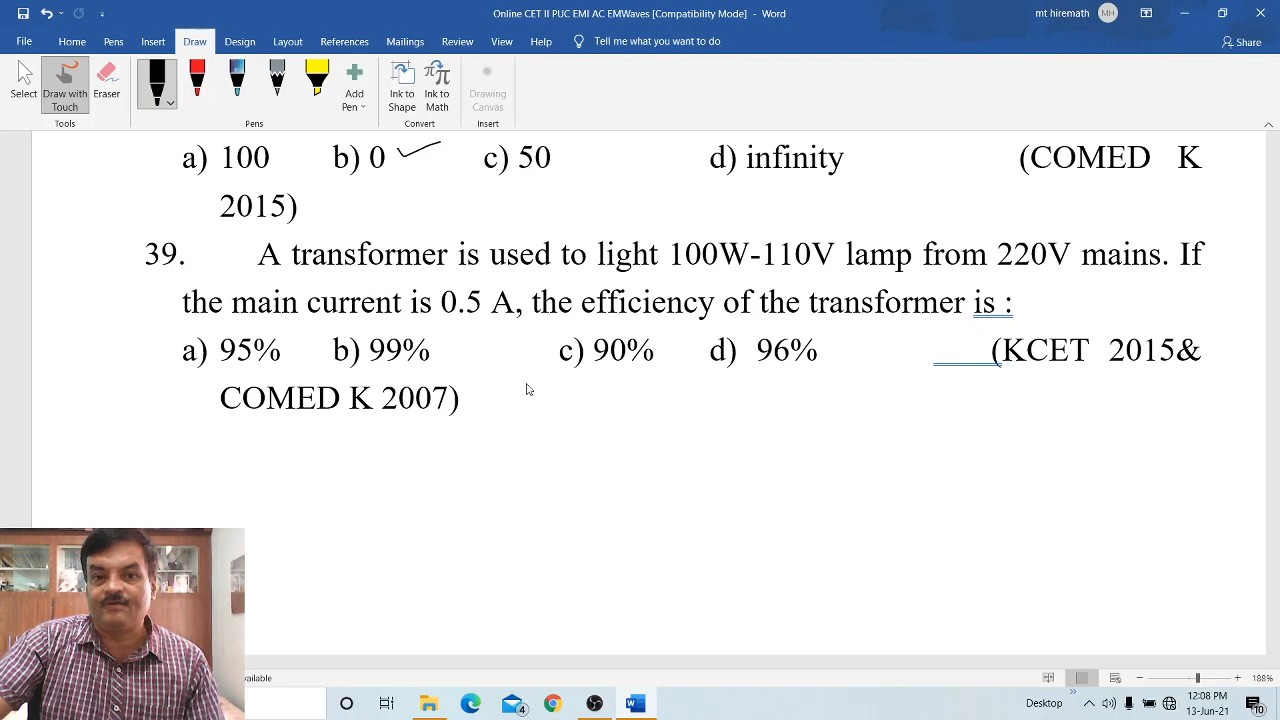 Online CET II PUC EMI AC EMWaves [Compatibility Mode] - Word
mt hiremath MH
File Home Pens Insert Draw Design Layout References Mailings Review View Help Tell me what you want to do Share
Select Draw with Touch Eraser Add Pen Ink to Shape Ink to Math Drawing Canvas
Tools Pens Convert Insert
a) 100 b) 0 c) 50 d) infinity (COMED K
2015)
39. A transformer is used to light 100W-110V lamp from 220V mains. If
the main current is 0.5 A, the efficiency of the transformer is :
a) 95% b) 99% c) 90% d) 96% (KCET 2015&
COMED K 2007)
vailable 188%
4 Desktop 12:08 PM
13-Jun-21 10